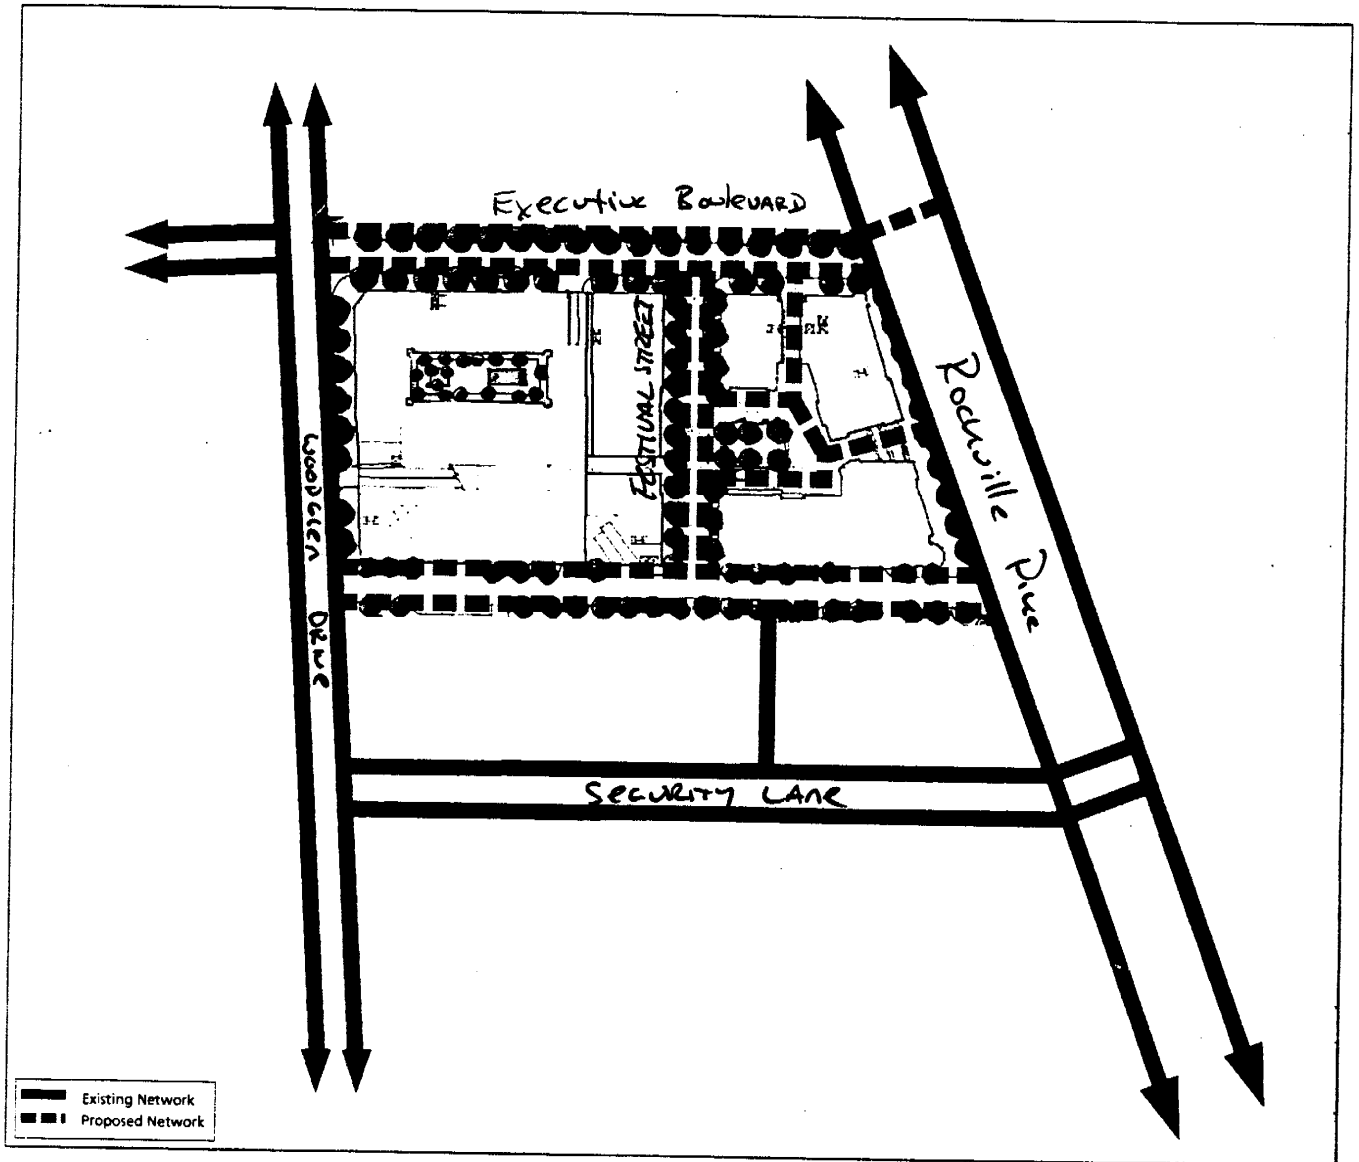 Executive Boulevard
FESTIVAL STREET
Rockville Pike
WOODGLEN DRIVE
SECURITY LANE
Existing Network
Proposed Network